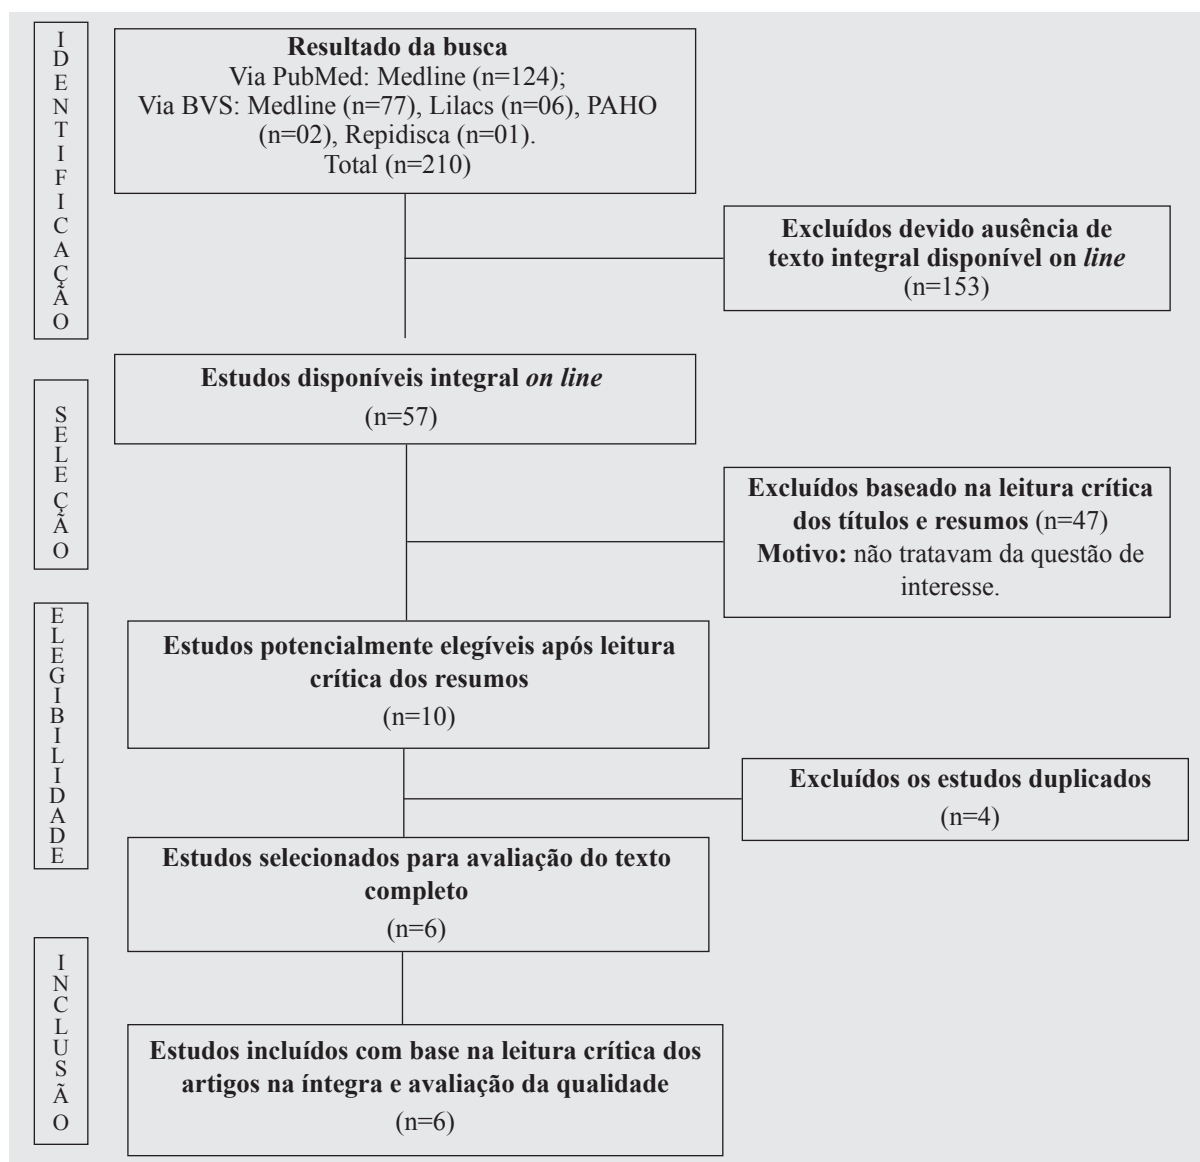 IDENTIFICAÇÃO
Resultado da busca
Via PubMed: Medline (n=124);
Via BVS: Medline (n=77), Lilacs (n=06), PAHO
(n=02), Repidisca (n=01).
Total (n=210)
Excluídos devido ausência de
texto integral disponível on line
(n=153)
SELEÇÃO
Estudos disponíveis integral on line
(n=57)
Excluídos baseado na leitura crítica
dos títulos e resumos (n=47)
Motivo: não tratavam da questão de
interesse.
ELEGIBILIDADE
Estudos potencialmente elegíveis após leitura
crítica dos resumos
(n=10)
Excluídos os estudos duplicados
(n=4)
Estudos selecionados para avaliação do texto
completo
(n=6)
INCLUSÃO
Estudos incluídos com base na leitura crítica dos
artigos na íntegra e avaliação da qualidade
(n=6)